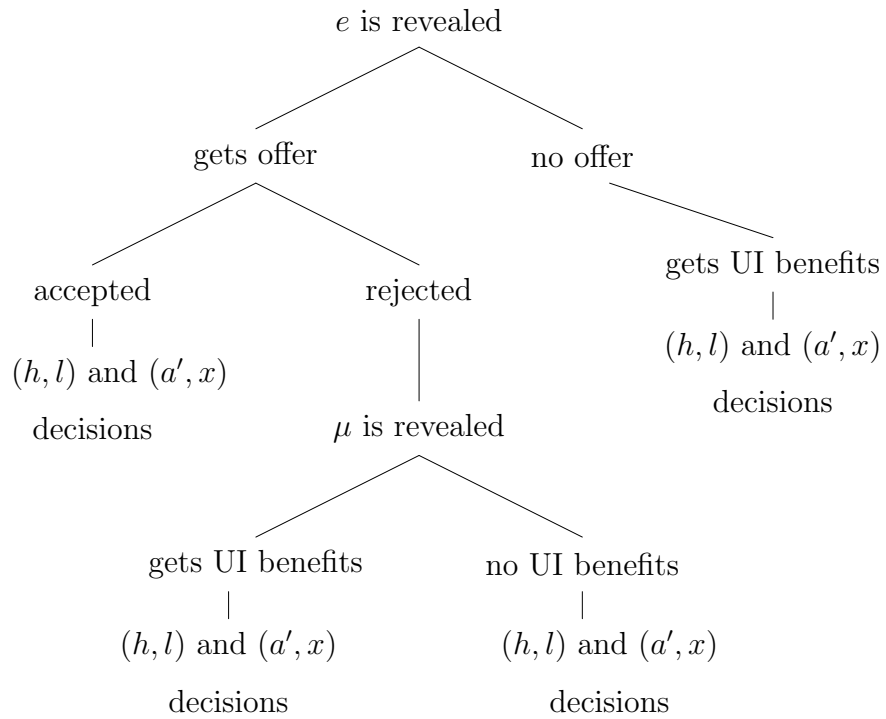 e is revealed
gets offer
no offer
accepted
rejected
gets UI benefits
(h, l) and (a′, x)
decisions
(h, l) and (a′, x)
decisions
μ is revealed
gets UI benefits
no UI benefits
(h, l) and (a′, x)
(h, l) and (a′, x)
decisions
decisions